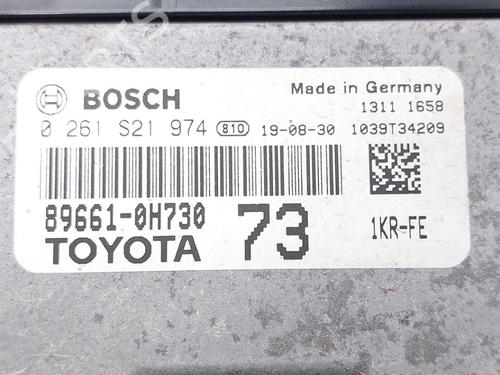 BOSCH
Made in Germany
1311 1658
0 261 S21 974 810 19-08-30 1039T34209
89661-0H730
TOYOTA
73
1KR-FE